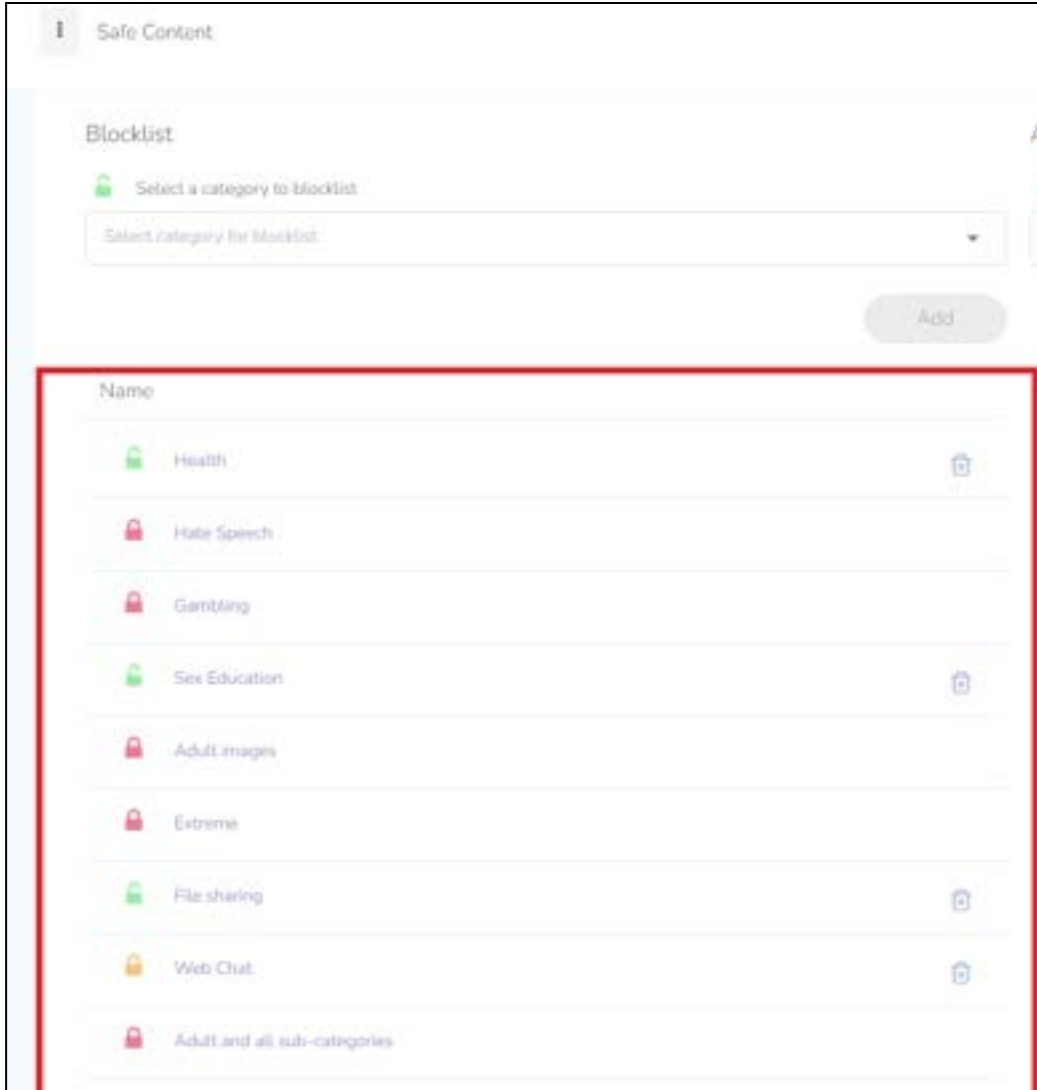 Safe Content
Blocklist
Select a category to blocklist
Select category for blocklist
Add
Name
Health
Hate Speech
Gambling
Sex Education
Adult images
Extreme
File sharing
Web Chat
Adult and all sub-categories